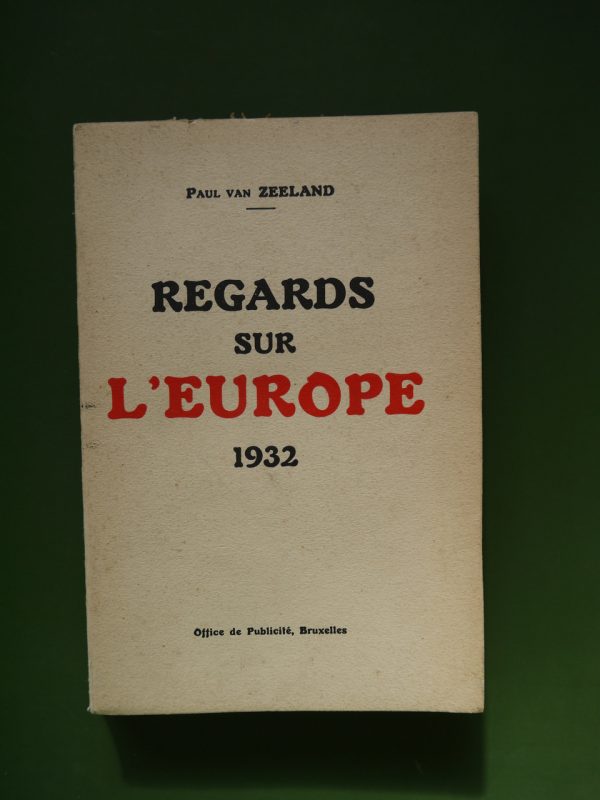 PAUL VAN ZEELAND
REGARDS
SUR
L'EUROPE
1932
Office de Publicité, Bruxelles